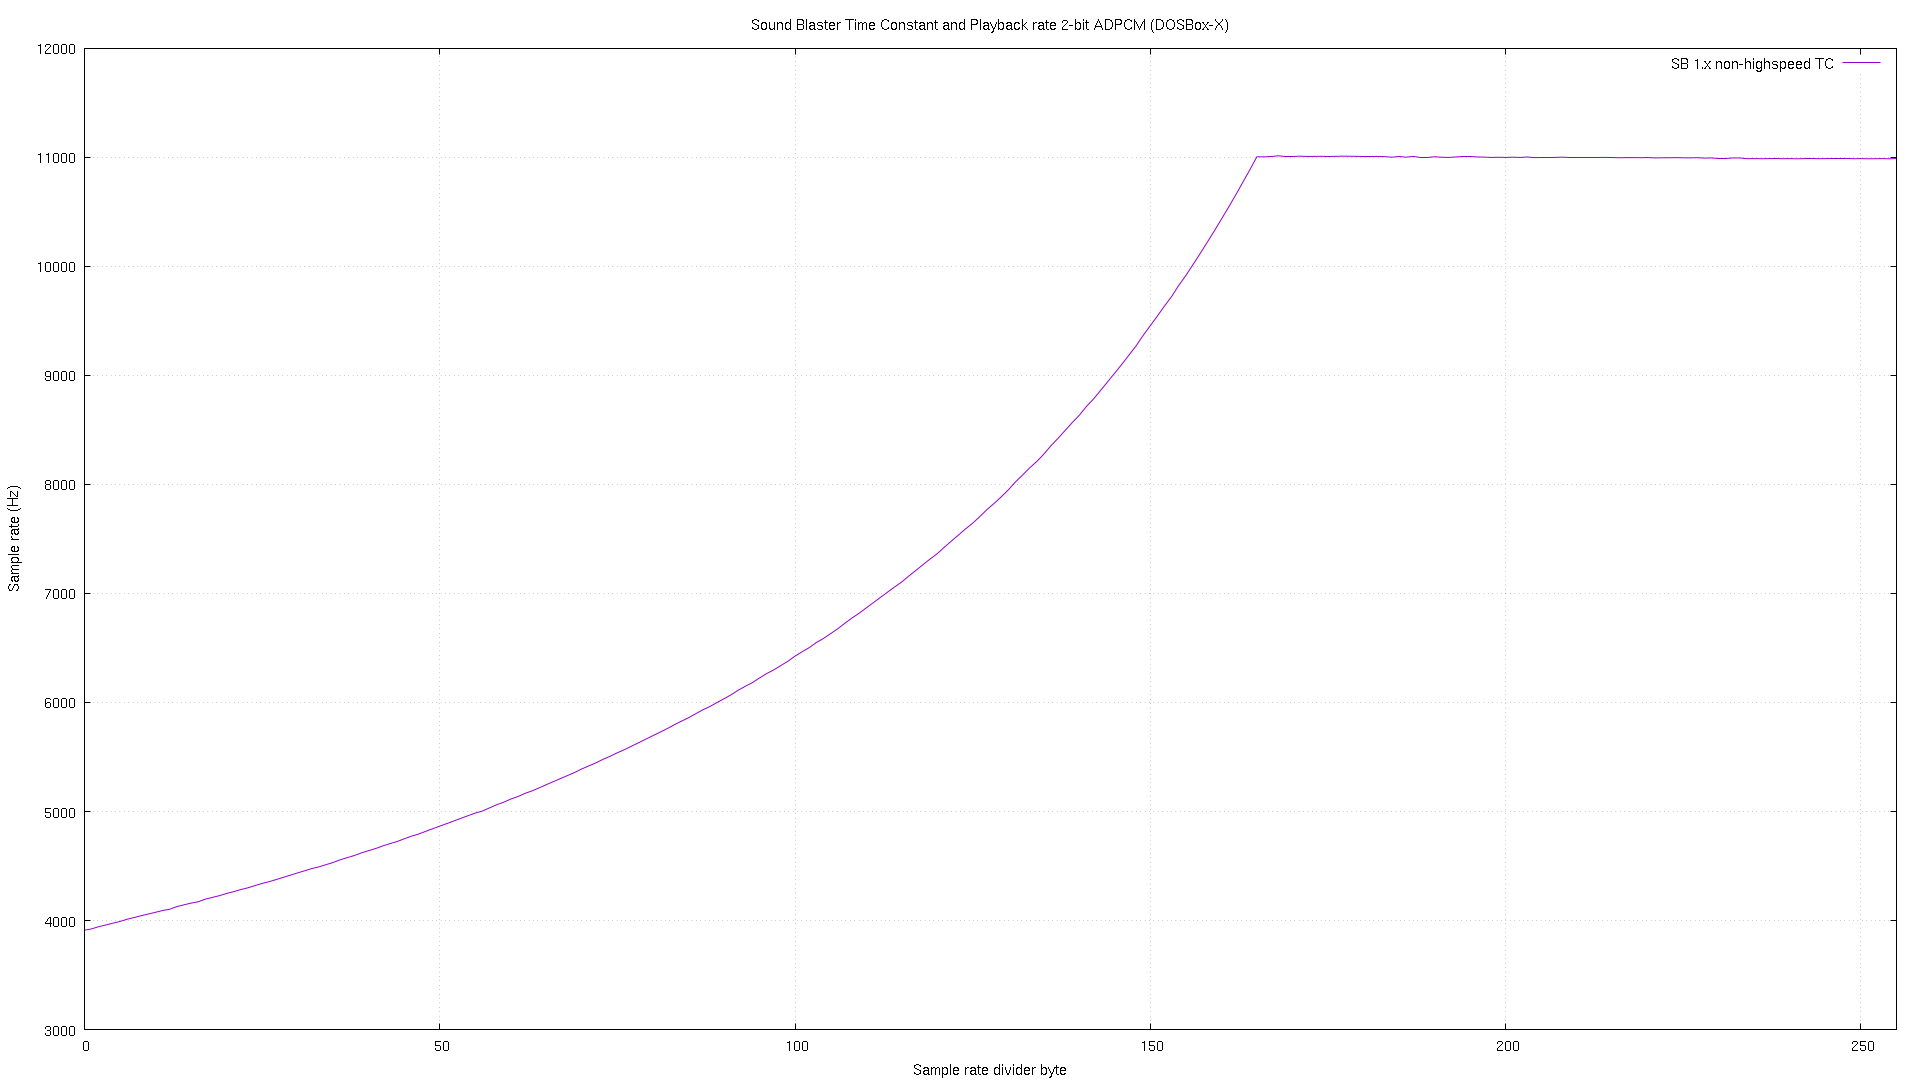 Sound Blaster Time Constant and Playback rate 2-bit ADPCM (DOSBox-X)
SB 1.x non-highspeed TC
12000
11000
10000
9000
8000
7000
6000
5000
4000
3000
Sample rate (Hz)
0 50 100 150 200 250
Sample rate divider byte